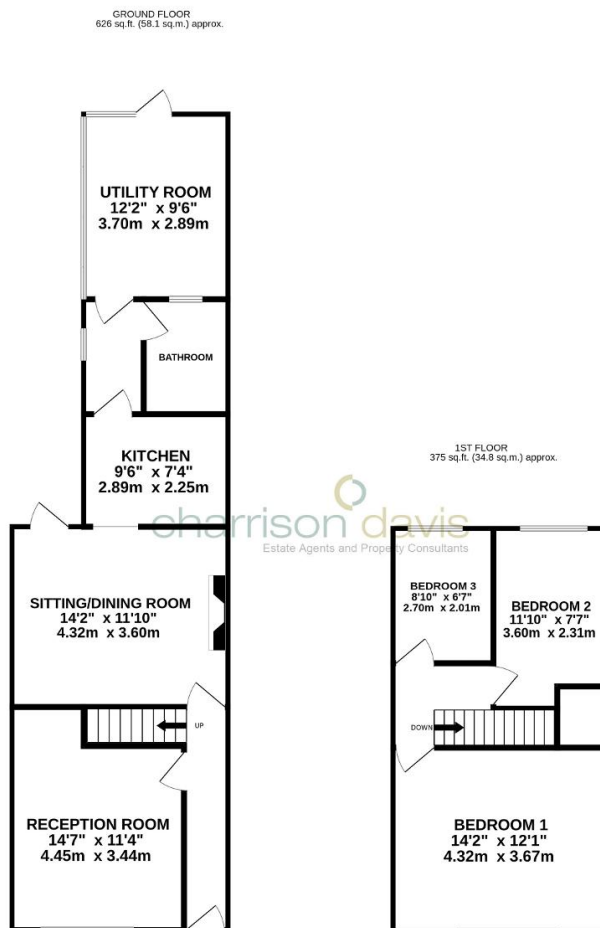 GROUND FLOOR
626 sq.ft. (58.1 sq.m.) approx.
UTILITY ROOM
12'2" x 9'6"
3.70m x 2.89m
BATHROOM
KITCHEN
9'6" x 7'4"
2.89m x 2.25m
SITTING/DINING ROOM
14'2" x 11'10"
4.32m x 3.60m
UP
RECEPTION ROOM
14'7" x 11'4"
4.45m x 3.44m
charrison davis
Estate Agents and Property Consultants
1ST FLOOR
375 sq.ft. (34.8 sq.m.) approx.
BEDROOM 3
8'10" x 6'7"
2.70m x 2.01m
BEDROOM 2
11'10" x 7'7"
3.60m x 2.31m
DOWN
BEDROOM 1
14'2" x 12'1"
4.32m x 3.67m